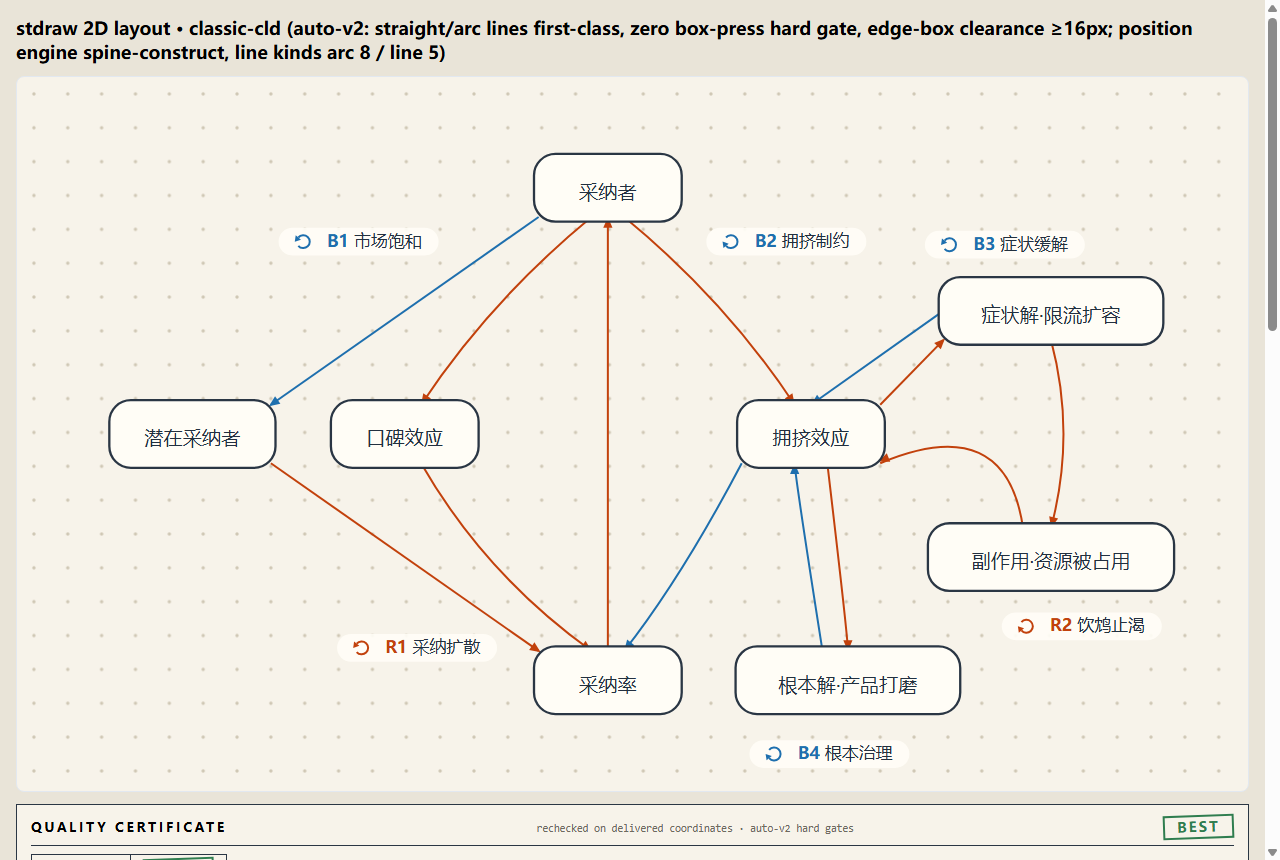 stdraw 2D layout • classic-cld (auto-v2: straight/arc lines first-class, zero box-press hard gate, edge-box clearance ≥16px; position
engine spine-construct, line kinds arc 8 / line 5)
采纳者
B1 市场饱和
B2 拥挤制约
B3 症状缓解
症状解·限流扩容
潜在采纳者
口碑效应
拥挤效应
副作用·资源被占用
R2 饮鸩止渴
R1 采纳扩散
采纳率
根本解·产品打磨
B4 根本治理
QUALITY CERTIFICATE
rechecked on delivered coordinates · auto-v2 hard gates
BEST